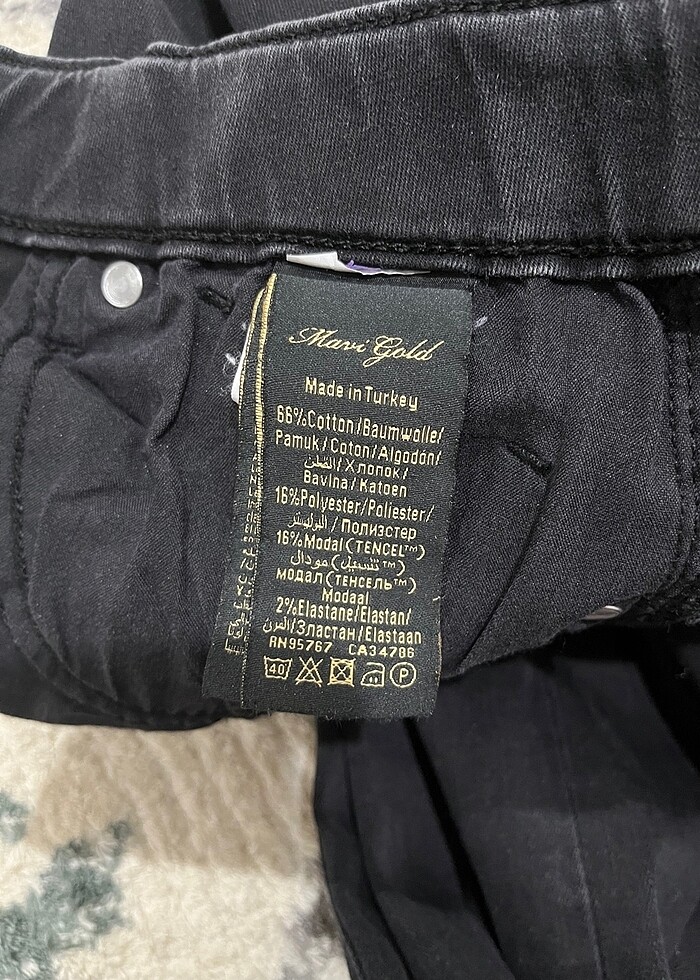 Mavi Gold
Made in Turkey
66%Cotton/Baumwolle/
Pamuk/Coton/Algodón/
القطن/Хлопок/
Bavlna/Katoen
16%Polyester/Poliester/
البوليستر/Полиэстер
16%Modal(TENCEL™)
مودال (تنسيل™)
модал(тенсель™)
Modaal
2%Elastane/Elastan/
المرن/Эластан/Elastaan
RN95767 CA34786
40 P